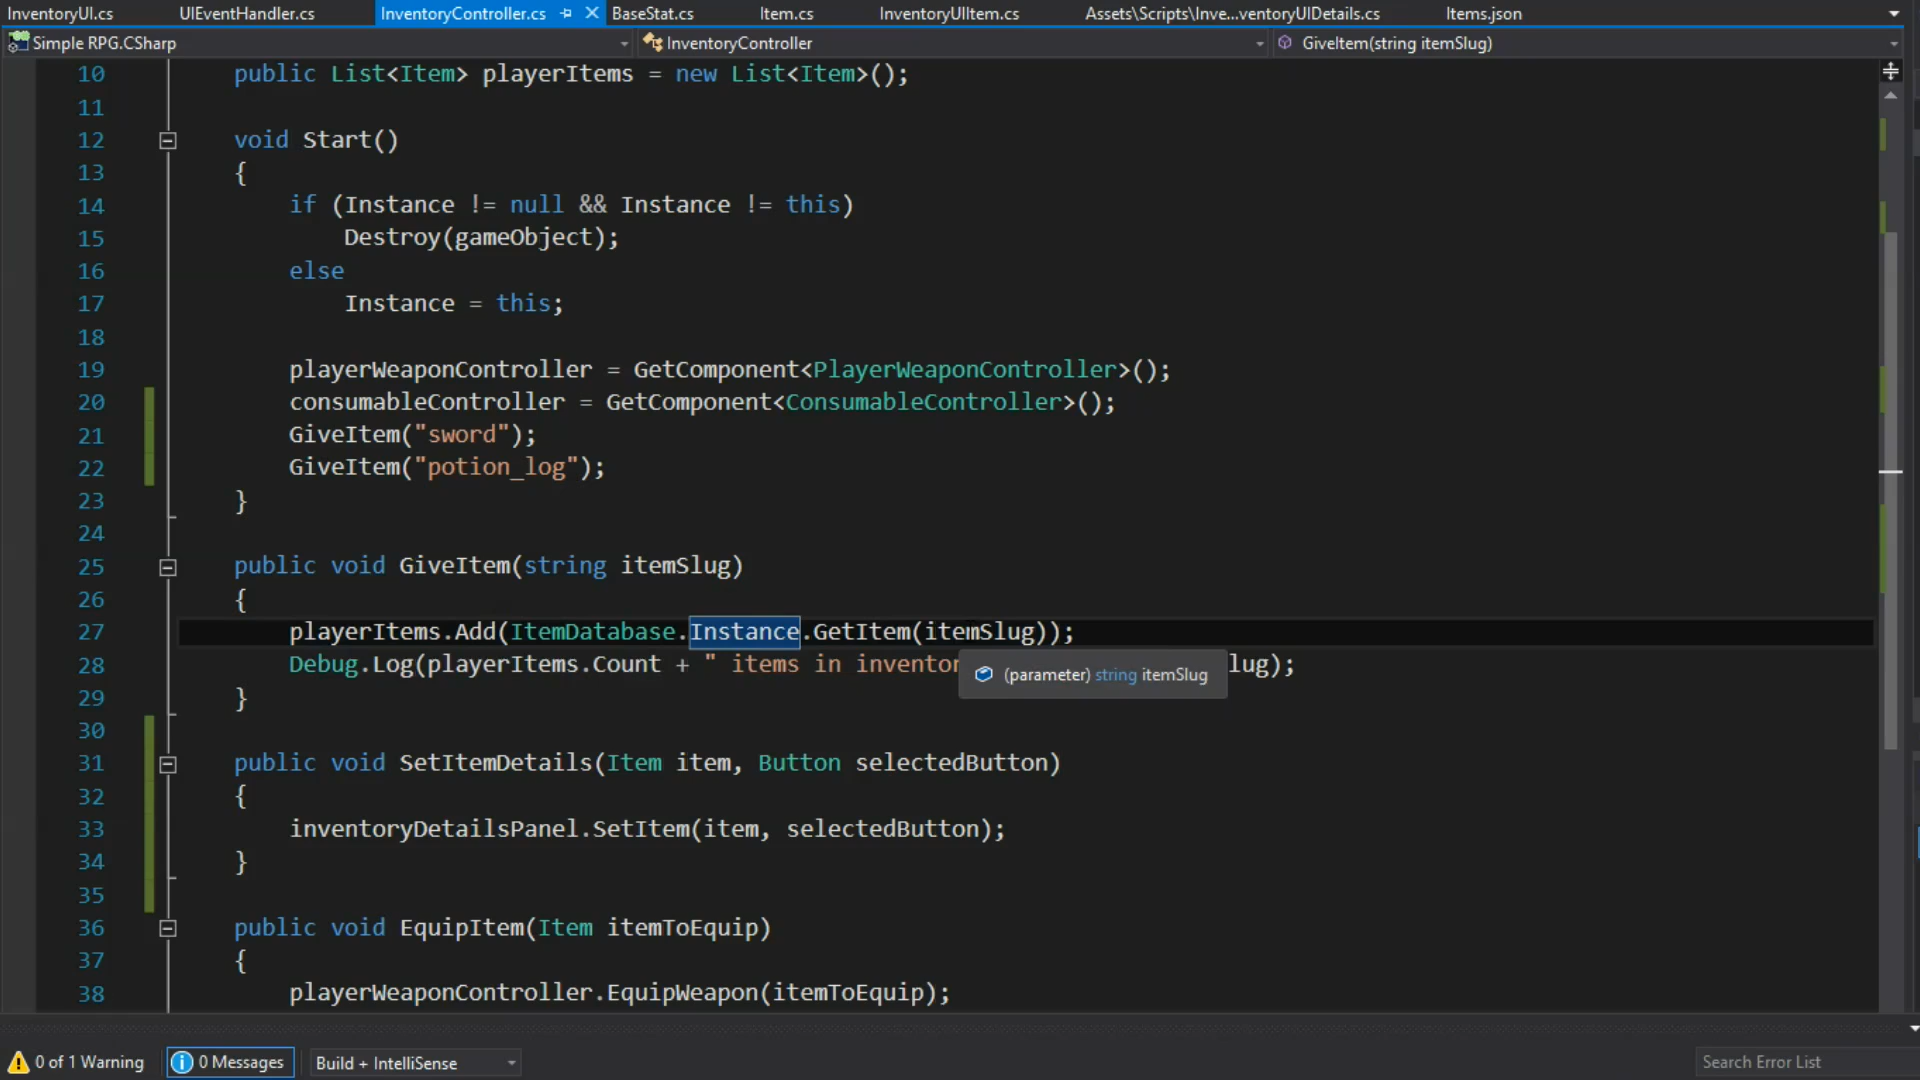 InventoryUI.cs UIEventHandler.cs InventoryController.cs BaseStat.cs Item.cs InventoryUIItem.cs Assets\Scripts\Inve...ventoryUIDetails.cs Items.json
Simple RPG.CSharp InventoryController GiveItem(string itemSlug)
10 public List<Item> playerItems = new List<Item>();
11
12 void Start()
13 {
14 if (Instance != null && Instance != this)
15 Destroy(gameObject);
16 else
17 Instance = this;
18
19 playerWeaponController = GetComponent<PlayerWeaponController>();
20 consumableController = GetComponent<ConsumableController>();
21 GiveItem("sword");
22 GiveItem("potion_log");
23 }
24
25 public void GiveItem(string itemSlug)
26 {
27 playerItems.Add(ItemDatabase.Instance.GetItem(itemSlug));
28 Debug.Log(playerItems.Count + " items in inventor lug);
(parameter) string itemSlug
29 }
30
31 public void SetItemDetails(Item item, Button selectedButton)
32 {
33 inventoryDetailsPanel.SetItem(item, selectedButton);
34 }
35
36 public void EquipItem(Item itemToEquip)
37 {
38 playerWeaponController.EquipWeapon(itemToEquip);
0 of 1 Warning 0 Messages Build + IntelliSense Search Error List